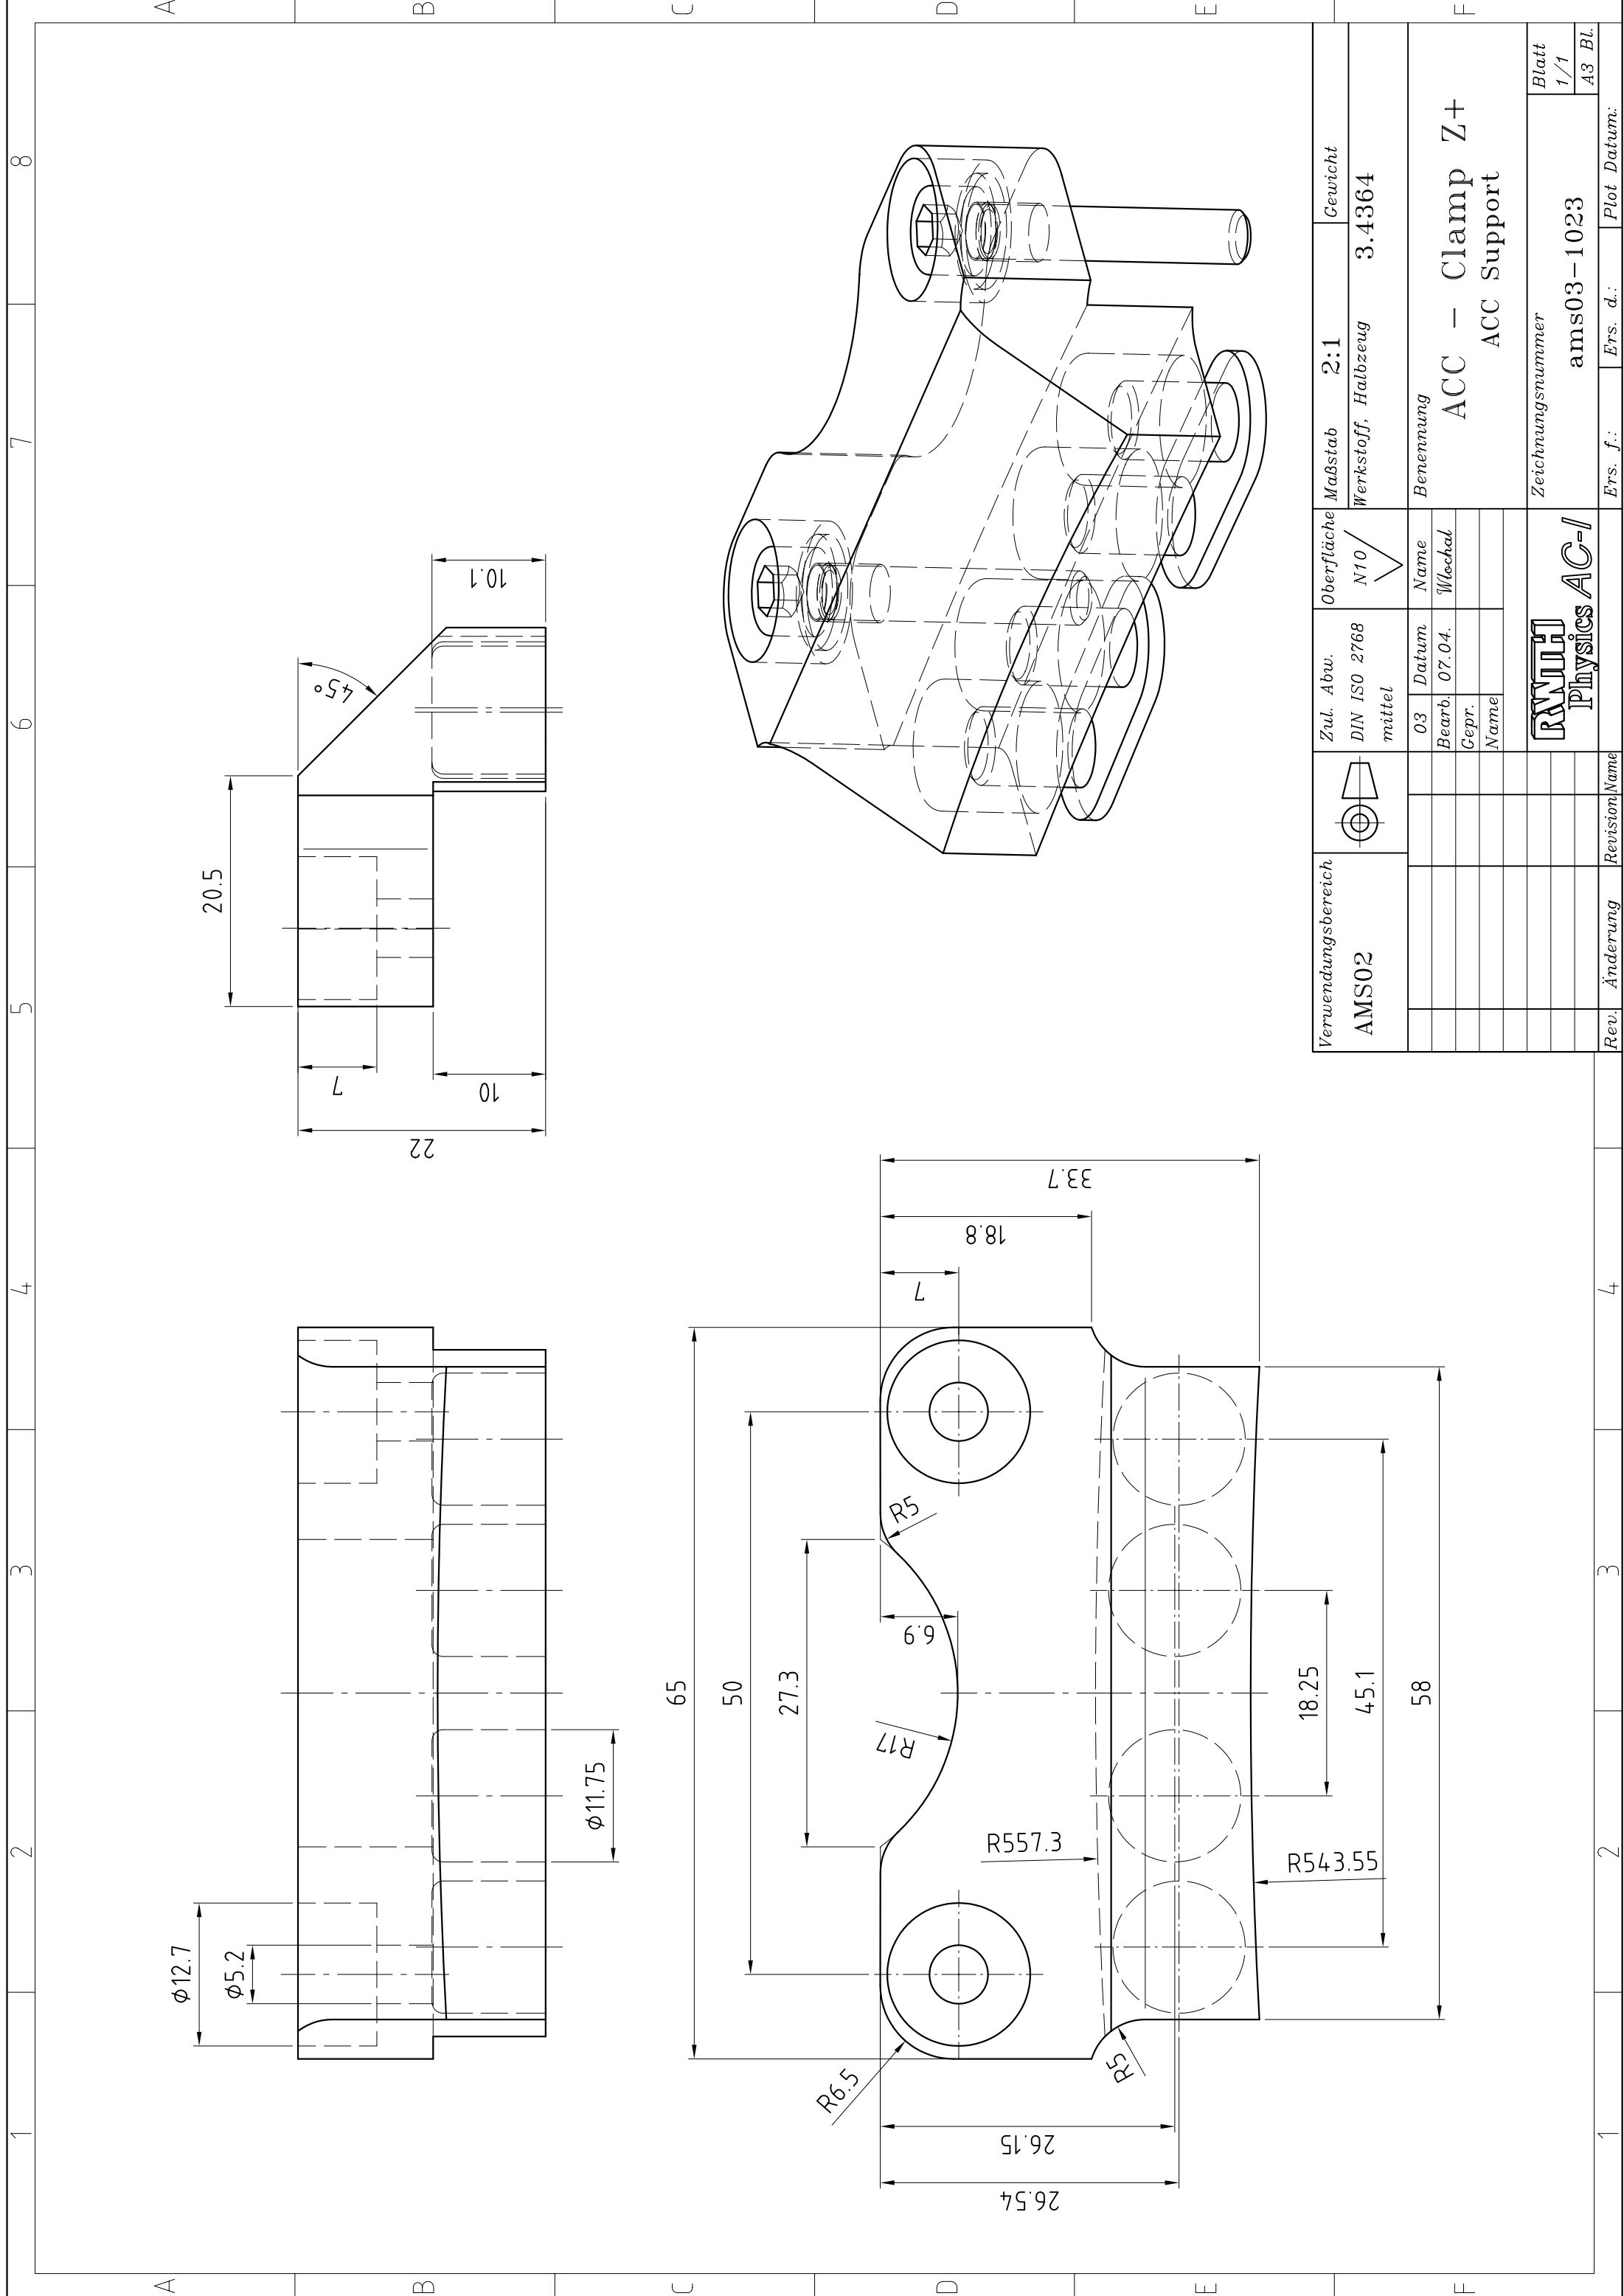 1 2 3 4 5 6 7 8
A B C D E F
A B C D E F
1 2 3 4
ϕ12.7
ϕ5.2
ϕ11.75
20.5
45°
7
10
22
10.1
65
50
27.3
R17
6.9
R5
R6.5
R5
R557.3
R543.55
18.25
45.1
58
26.15
26.54
7
18.8
33.7
Verwendungsbereich
AMS02
Zul. Abw.
DIN ISO 2768
mittel
Oberfläche
N10
Maßstab 2:1
Gewicht
Werkstoff, Halbzeug 3.4364
03 Datum Name
Bearb. 07.04. Wlochal
Gepr.
Name
Benennung
ACC - Clamp Z+
ACC Support
RWTH
Physics AC-I
Zeichnungsnummer
ams03-1023
Blatt
1/1
A3 Bl.
Rev. Änderung Revision Name
Ers. f.: Ers. d.: Plot Datum: